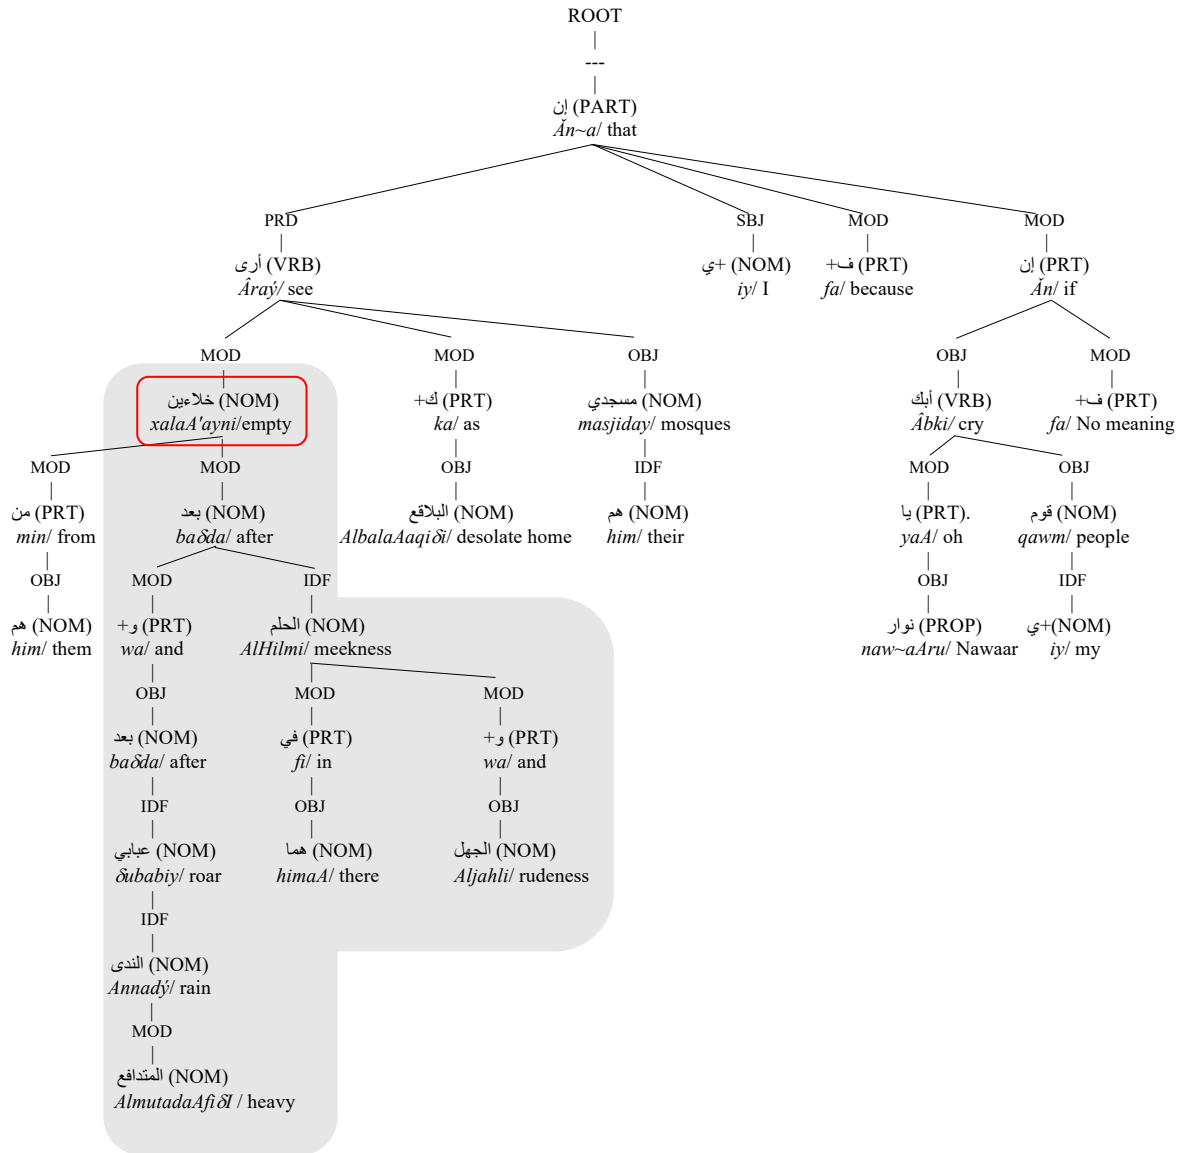 ROOT
---
إن (PART)
Ǎn~a/ that
PRD SBJ MOD MOD
أرى (VRB) +ي (NOM) ف+ (PRT) إن (PRT)
Âraý/ see iy/ I fa/ because Ǎn/ if
MOD MOD OBJ OBJ MOD
خلاءين (NOM) ك+ (PRT) مسجدي (NOM) أبك (VRB) ف+ (PRT)
xalaA'ayni/empty ka/ as masjiday/ mosques Âbki/ cry fa/ No meaning
MOD MOD OBJ IDF MOD OBJ
من (PRT) بعد (NOM) البلاقع (NOM) هم (NOM) يا (PRT). قوم (NOM)
min/ from baδda/ after AlbalaAaqiδi/ desolate home him/ their yaA/ oh qawm/ people
OBJ MOD IDF OBJ IDF
هم (NOM) و+ (PRT) الحلم (NOM) نوار (PROP) +ي(NOM)
him/ them wa/ and AlHilmi/ meekness naw~aAru/ Nawaar iy/ my
OBJ MOD MOD
بعد (NOM) في (PRT) و+ (PRT)
baδda/ after fi/ in wa/ and
IDF OBJ OBJ
عبابي (NOM) هما (NOM) الجهل (NOM)
δubabiy/ roar himaA/ there Aljahli/ rudeness
IDF
الندى (NOM)
Annadý/ rain
MOD
المتدافع (NOM)
AlmutadaAfiδI / heavy